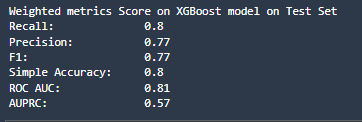 Weighted metrics Score on XGBoost model on Test Set
Recall: 0.8
Precision: 0.77
F1: 0.77
Simple Accuracy: 0.8
ROC AUC: 0.81
AUPRC: 0.57